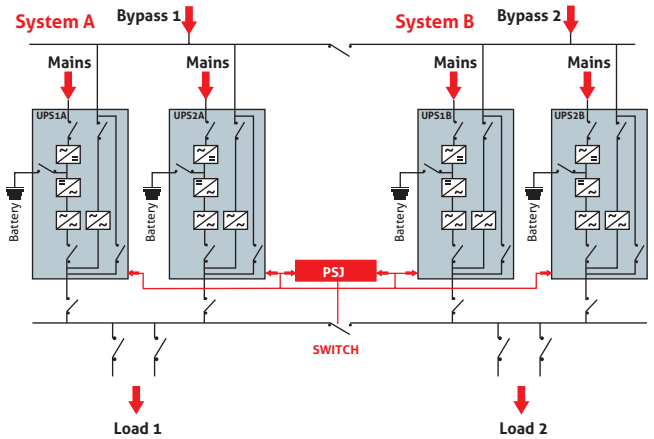 System A
Bypass 1
System B
Bypass 2
Mains
Mains
Mains
Mains
UPS1A
UPS2A
UPS1B
UPS2B
Battery
Battery
Battery
Battery
PSJ
SWITCH
Load 1
Load 2